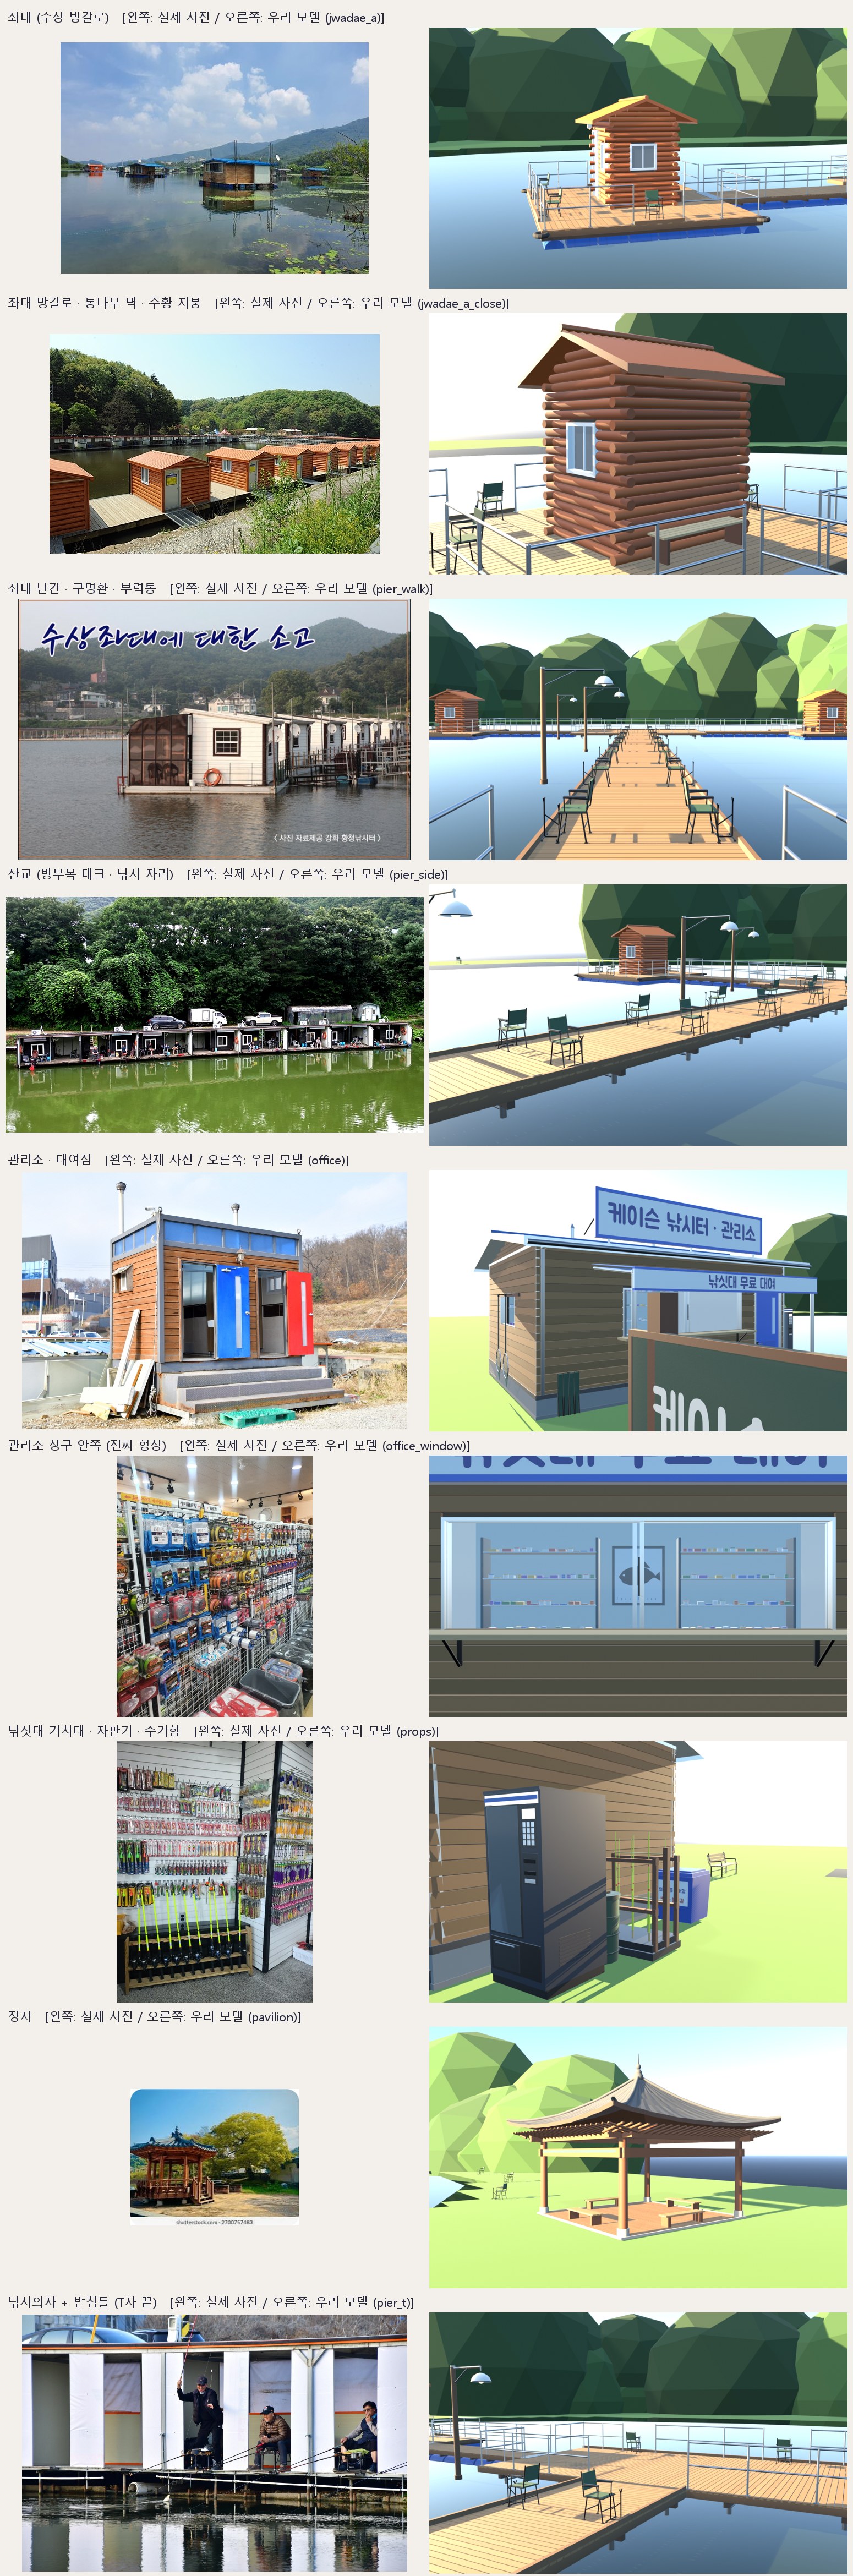 좌대 (수상 방갈로) [왼쪽: 실제 사진 / 오른쪽: 우리 모델 (jwadae_a)]
좌대 방갈로 · 통나무 벽 · 주황 지붕 [왼쪽: 실제 사진 / 오른쪽: 우리 모델 (jwadae_a_close)]
좌대 난간 · 구명환 · 부력통 [왼쪽: 실제 사진 / 오른쪽: 우리 모델 (pier_walk)]
수상좌대에 대한 소고
< 사진 자료제공 강화 황청낚시터 >
잔교 (방부목 데크 · 낚시 자리) [왼쪽: 실제 사진 / 오른쪽: 우리 모델 (pier_side)]
관리소 · 대여점 [왼쪽: 실제 사진 / 오른쪽: 우리 모델 (office)]
케이슨 낚시터 · 관리소
낚싯대 무료 대여
관리소 창구 안쪽 (진짜 형상) [왼쪽: 실제 사진 / 오른쪽: 우리 모델 (office_window)]
낚싯대 무료 대여
낚싯대 거치대 · 자판기 · 수거함 [왼쪽: 실제 사진 / 오른쪽: 우리 모델 (props)]
정자 [왼쪽: 실제 사진 / 오른쪽: 우리 모델 (pavilion)]
shutterstock.com · 2700757483
낚시의자 + 받침틀 (T자 끝) [왼쪽: 실제 사진 / 오른쪽: 우리 모델 (pier_t)]